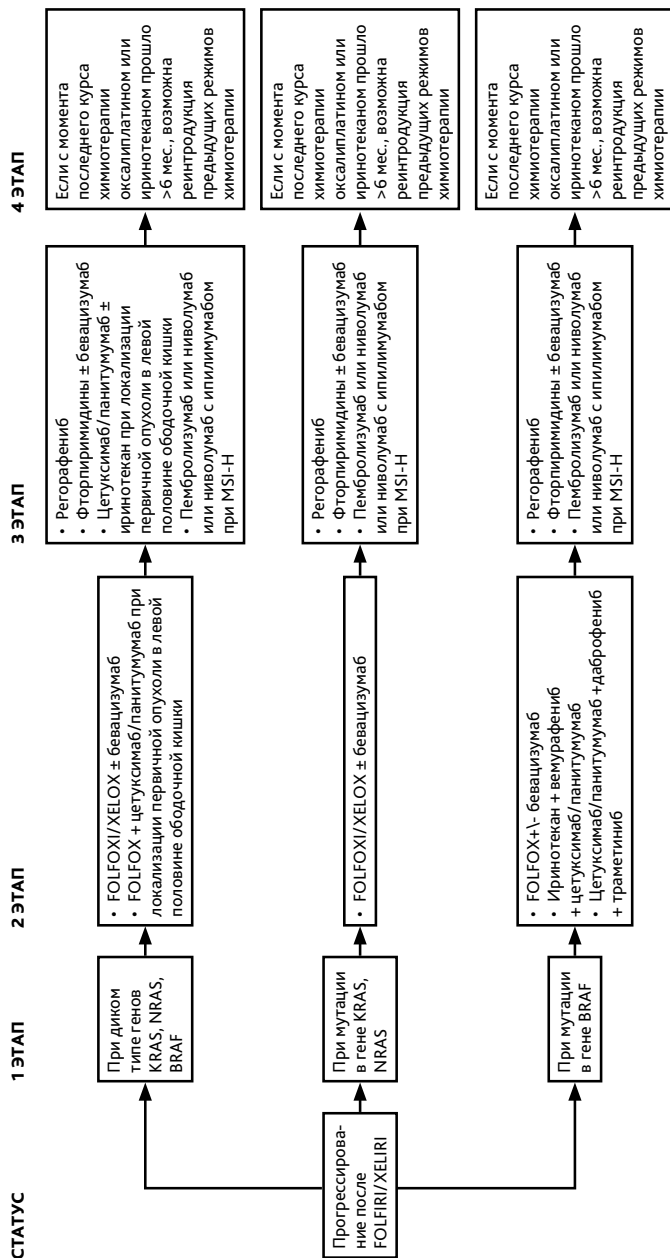 СТАТУС
1 ЭТАП
2 ЭТАП
3 ЭТАП
4 ЭТАП
Прогрессирова-
ние после
FOLFIRI/XELIRI
При диком
типе генов
KRAS, NRAS,
BRAF
• FOLFOXI/XELOX ± бевацизумаб
• FOLFOX + цетуксимаб/панитумумаб при
локализации первичной опухоли в левой
половине ободочной кишки
• Регорафениб
• Фторпиримидины ± бевацизумаб
• Цетуксимаб/панитумумаб ±
иринотекан при локализации
первичной опухоли в левой
половине ободочной кишки
• Пембролизумаб или ниволумаб
или ниволумаб с ипилимумабом
при MSI-H
Если с момента
последнего курса
химиотерапии
оксалиплатином или
иринотеканом прошло
>6 мес., возможна
реинтродукция
предыдущих режимов
химиотерапии
При мутации
в гене KRAS,
NRAS
• FOLFOXI/XELOX ± бевацизумаб
• Регорафениб
• Фторпиримидины ± бевацизумаб
• Пембролизумаб или ниволумаб
или ниволумаб с ипилимумабом
при MSI-H
Если с момента
последнего курса
химиотерапии
оксалиплатином или
иринотеканом прошло
>6 мес., возможна
реинтродукция
предыдущих режимов
химиотерапии
При мутации
в гене BRAF
• FOLFOX+\- бевацизумаб
• Иринотекан + вемурафениб
+ цетуксимаб/панитумумаб
• Цетуксимаб/панитумумаб +даброфениб
+ траметиниб
• Регорафениб
• Фторпиримидины ± бевацизумаб
• Пембролизумаб или ниволумаб
или ниволумаб с ипилимумабом
при MSI-H
Если с момента
последнего курса
химиотерапии
оксалиплатином или
иринотеканом прошло
>6 мес., возможна
реинтродукция
предыдущих режимов
химиотерапии